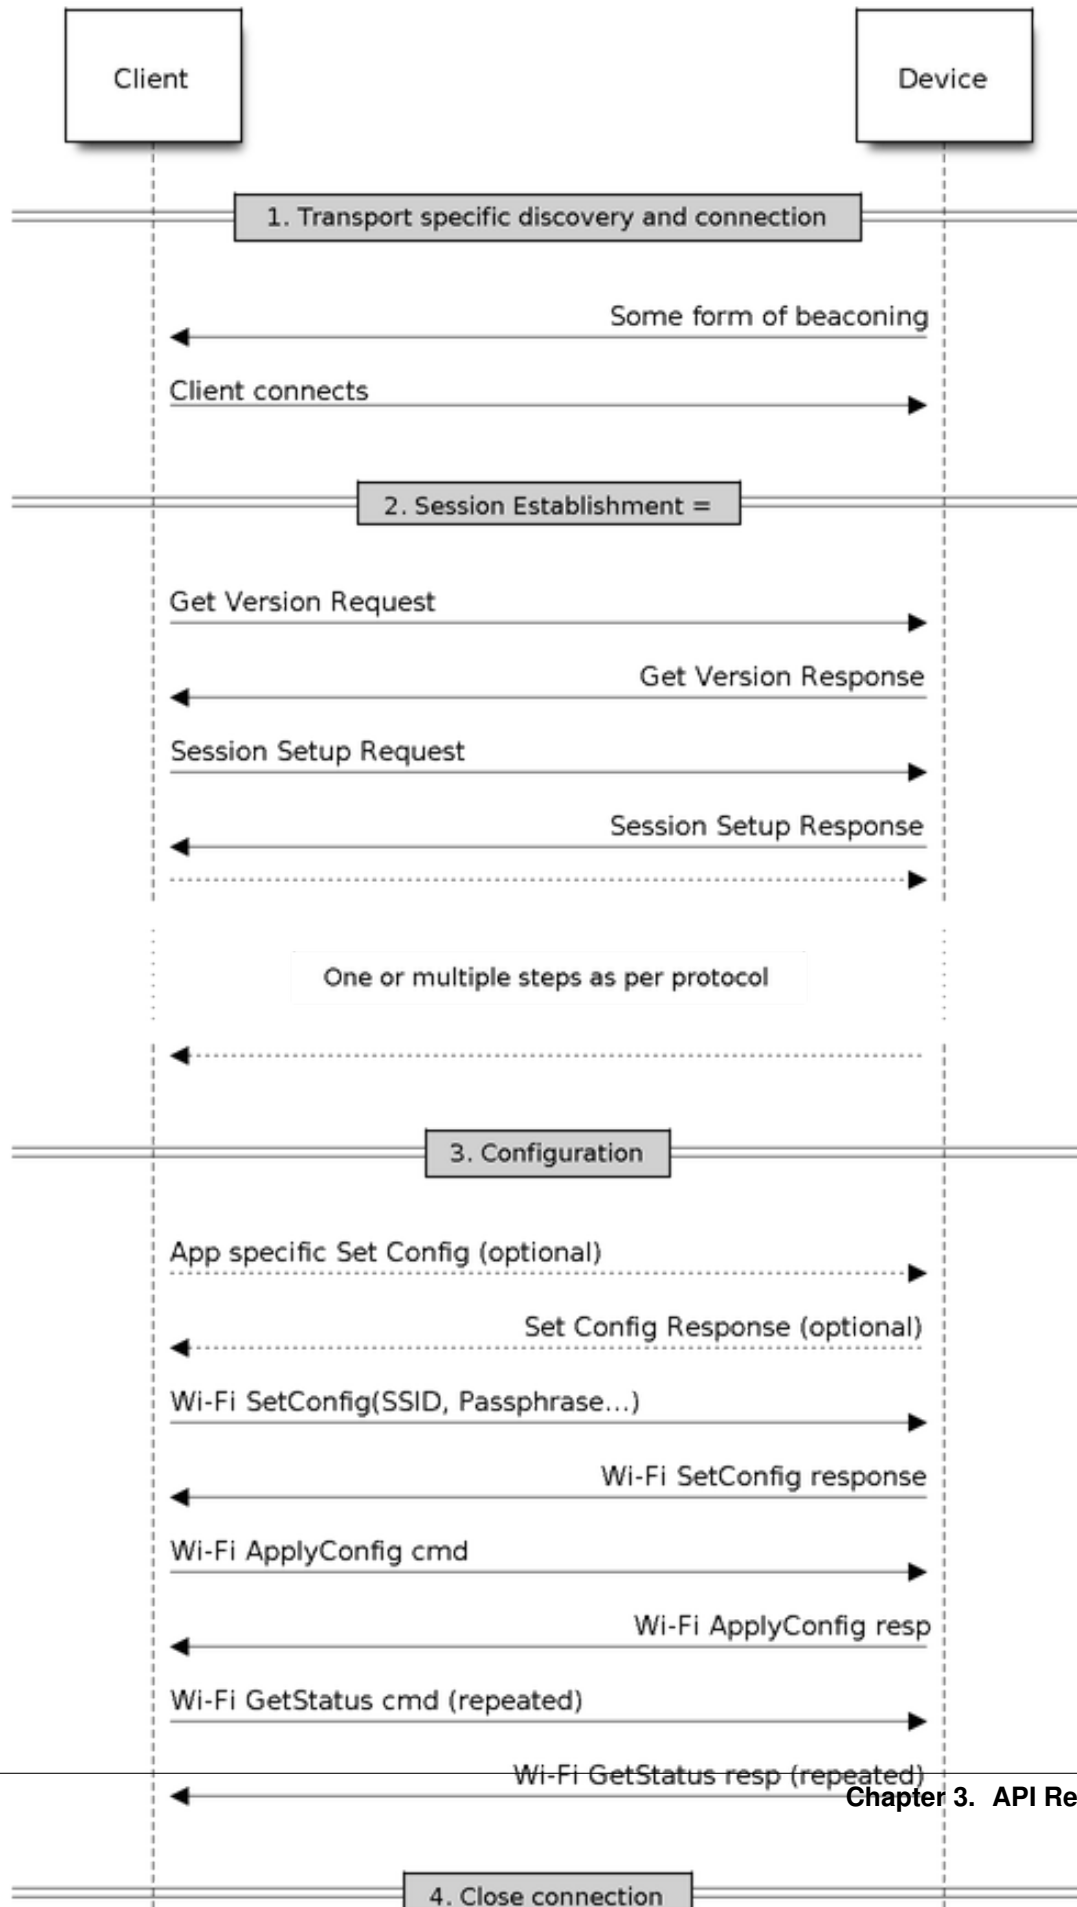 Client
Device
1. Transport specific discovery and connection
Some form of beaconing
Client connects
2. Session Establishment =
Get Version Request
Get Version Response
Session Setup Request
Session Setup Response
One or multiple steps as per protocol
3. Configuration
App specific Set Config (optional)
Set Config Response (optional)
Wi-Fi SetConfig(SSID, Passphrase...)
Wi-Fi SetConfig response
Wi-Fi ApplyConfig cmd
Wi-Fi ApplyConfig resp
Wi-Fi GetStatus cmd (repeated)
Wi-Fi GetStatus resp (repeated)
Chapter 3. API Re
4. Close connection